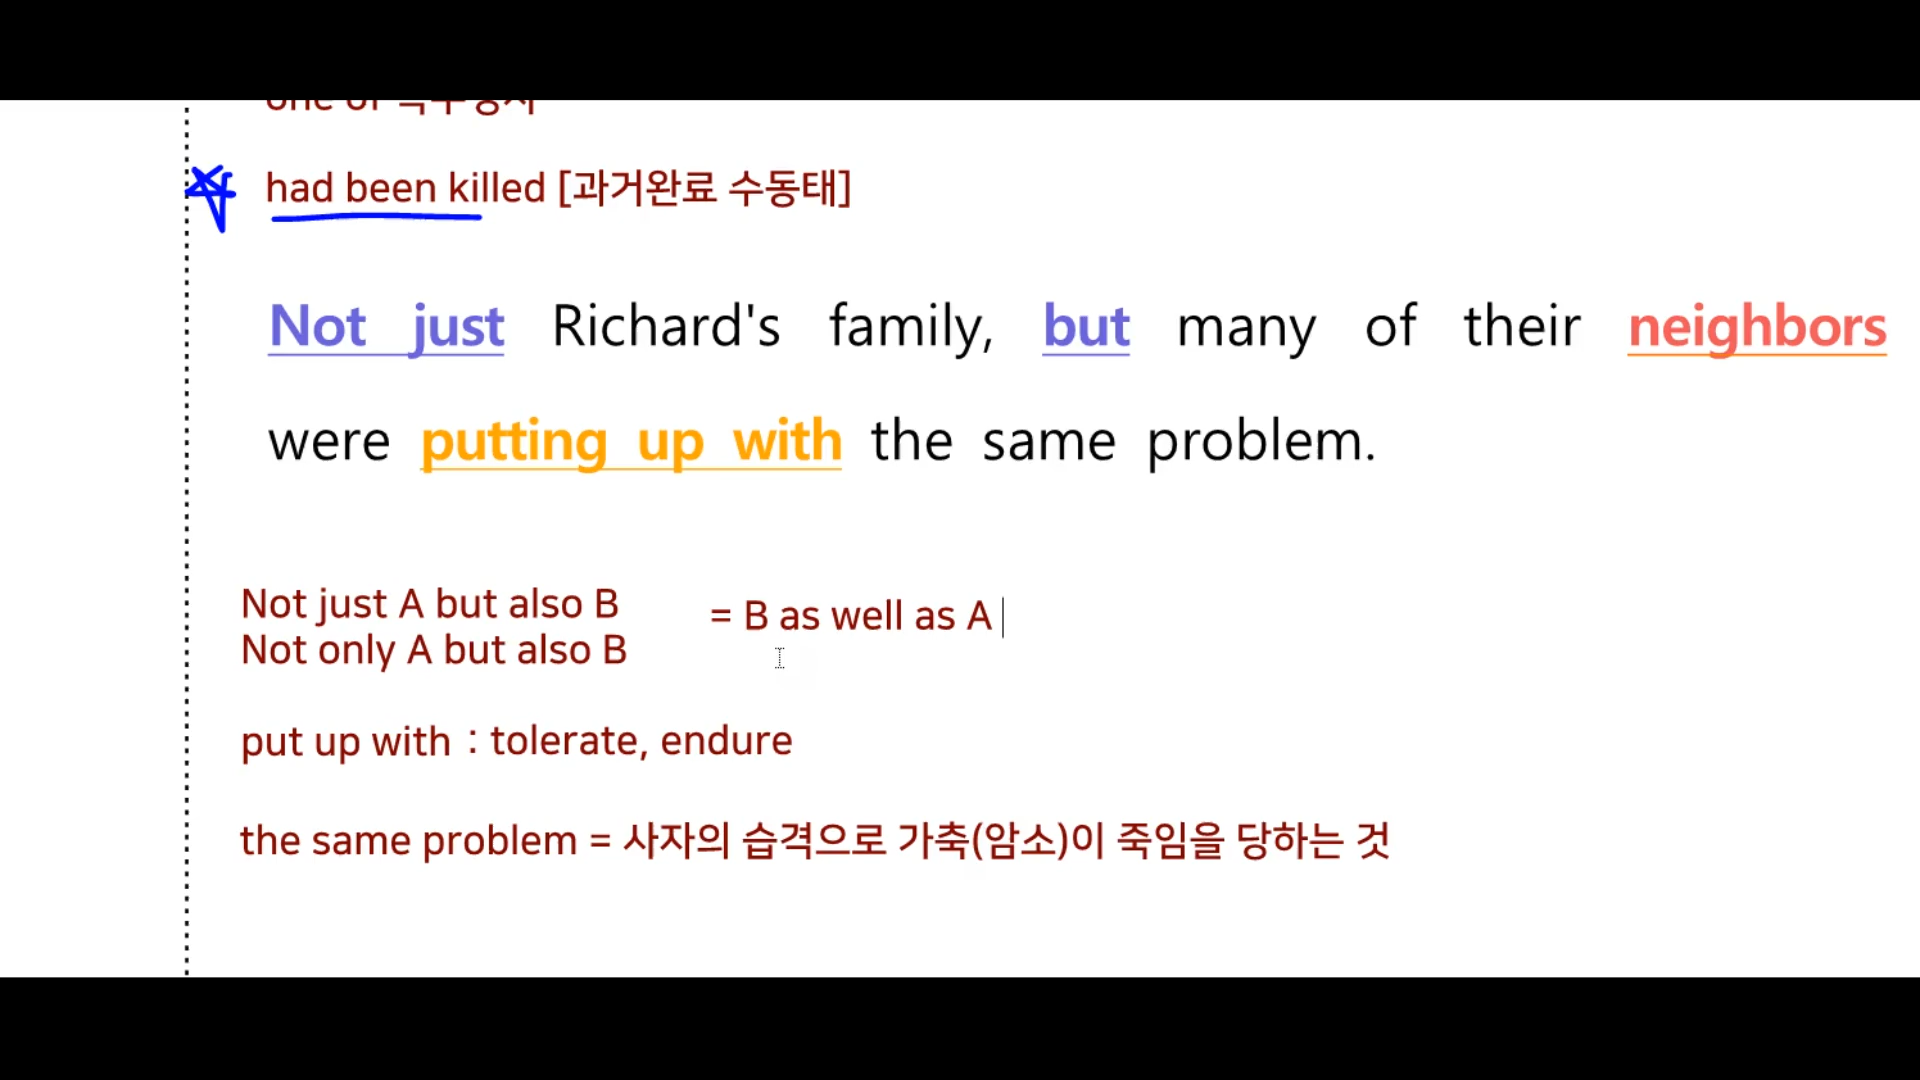 one of
had been killed [과거완료 수동태]
Not just Richard's family, but many of their neighbors
were putting up with the same problem.
Not just A but also B = B as well as A
Not only A but also B
put up with : tolerate, endure
the same problem = 사자의 습격으로 가축(암소)이 죽임을 당하는 것